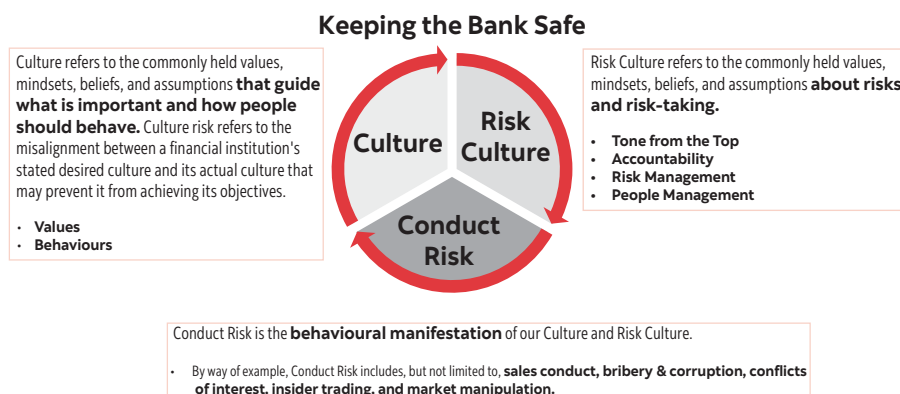 Keeping the Bank Safe
Culture refers to the commonly held values,
mindsets, beliefs, and assumptions that guide
what is important and how people
should behave. Culture risk refers to the
misalignment between a financial institution's
stated desired culture and its actual culture that
may prevent it from achieving its objectives.
• Values
• Behaviours
Culture
Risk
Culture
Conduct
Risk
Risk Culture refers to the commonly held values,
mindsets, beliefs, and assumptions about risks
and risk-taking.
• Tone from the Top
• Accountability
• Risk Management
• People Management
Conduct Risk is the behavioural manifestation of our Culture and Risk Culture.
• By way of example, Conduct Risk includes, but not limited to, sales conduct, bribery & corruption, conflicts
of interest, insider trading, and market manipulation.